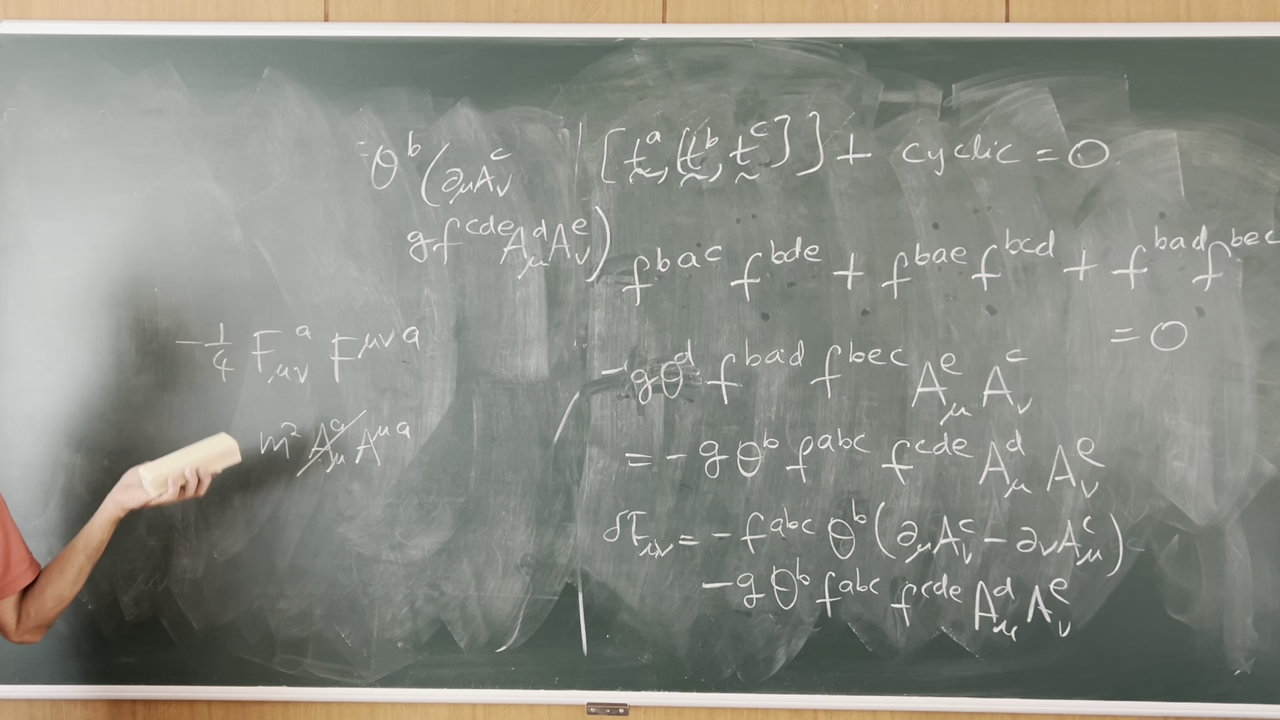 = θ^b (∂_μ A_ν^c
g f^{cde} A_μ^d A_ν^e)
-1/4 F_{μν}^a F^{μν a}
m² A_μ^a A^{μ a}
[t^a, [t^b, t^c]] + cyclic = 0
f^{bac} f^{bde} + f^{bae} f^{bcd} + f^{bad} f^{bec}
= 0
-g θ^d f^{bad} f^{bec} A_μ^e A_ν^c
= -g θ^b f^{abc} f^{cde} A_μ^d A_ν^e
δF_{μν} = -f^{abc} θ^b (∂_μ A_ν^c - ∂_ν A_μ^c)
-g θ^b f^{abc} f^{cde} A_μ^d A_ν^e